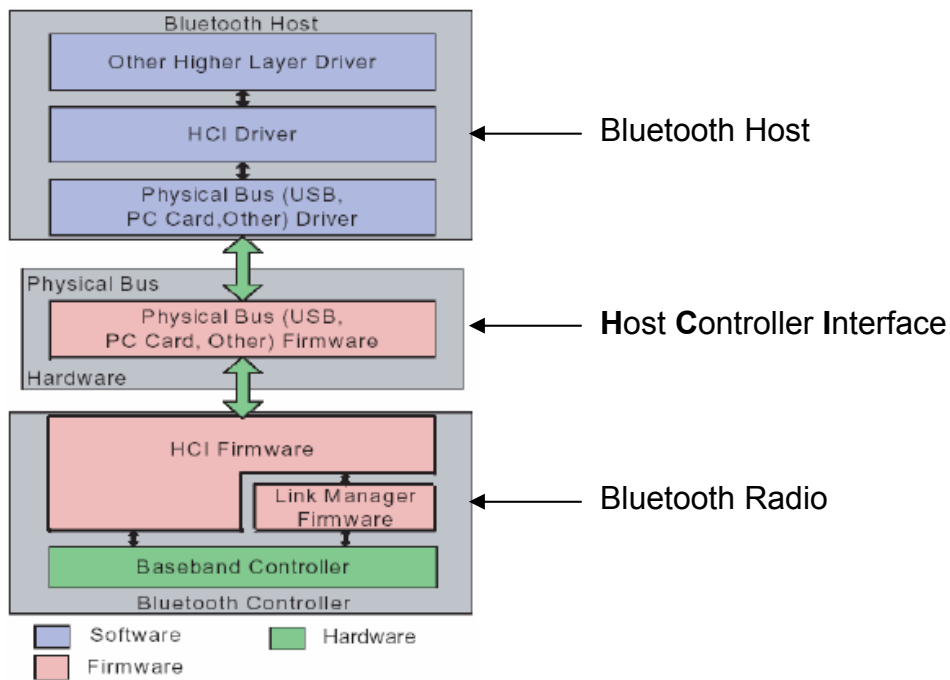 Bluetooth Host
Other Higher Layer Driver
HCI Driver
Bluetooth Host
Physical Bus (USB,
PC Card,Other) Driver
Physical Bus
Physical Bus (USB,
PC Card, Other) Firmware
Hardware
Host Controller Interface
HCI Firmware
Link Manager
Firmware
Bluetooth Radio
Baseband Controller
Bluetooth Controller
Software
Hardware
Firmware